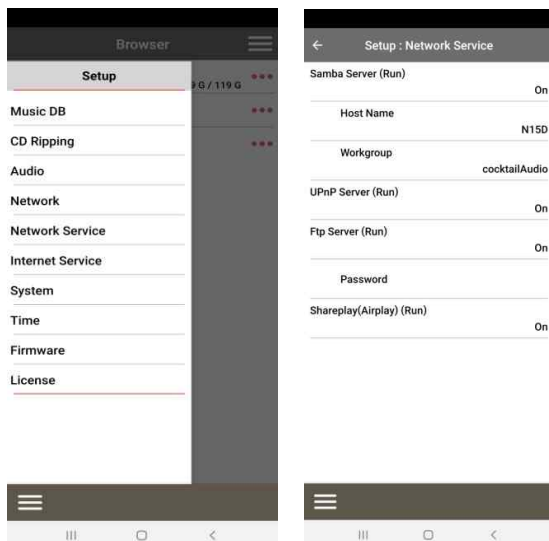 Browser
Setup
9 G / 119 G
Music DB
CD Ripping
Audio
Network
Network Service
Internet Service
System
Time
Firmware
License
Setup : Network Service
Samba Server (Run)
On
Host Name
N15D
Workgroup
cocktailAudio
UPnP Server (Run)
On
Ftp Server (Run)
On
Password
Shareplay(Airplay) (Run)
On